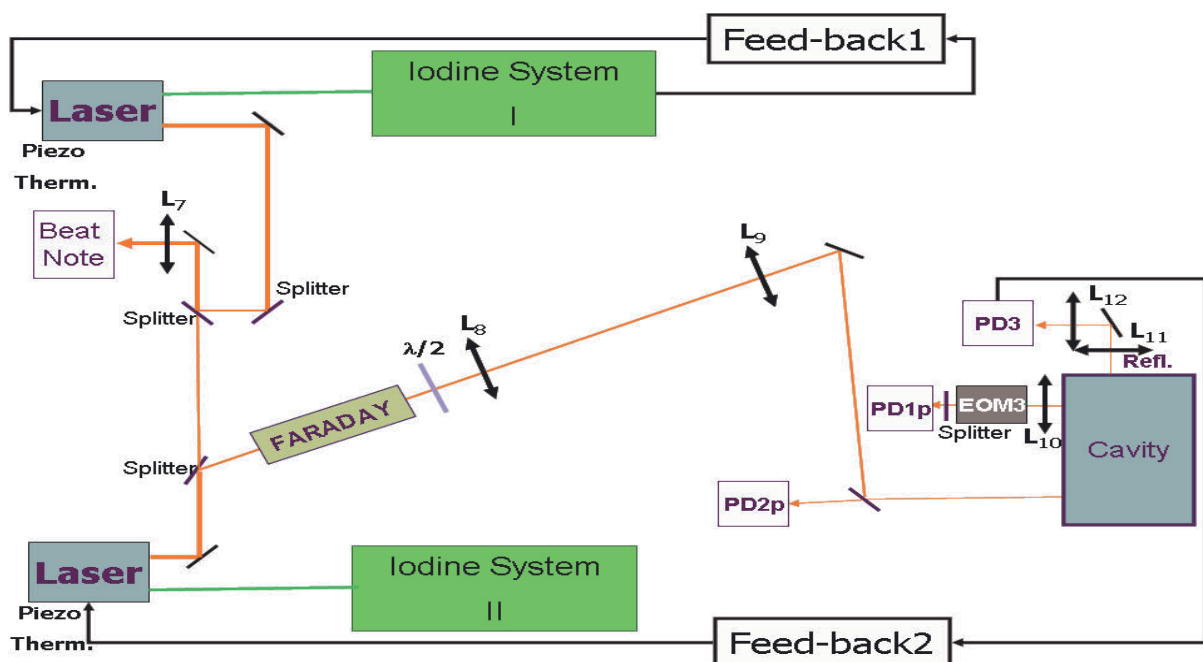 Feed-back1
Iodine System
I
Laser
Piezo
Therm.
L7
Beat
Note
Splitter
Splitter
L9
L8
λ/2
FARADAY
Splitter
L12
L11
PD3
Refl.
PD1p
EOM3
Splitter
L10
Cavity
PD2p
Laser
Iodine System
II
Piezo
Therm.
Feed-back2